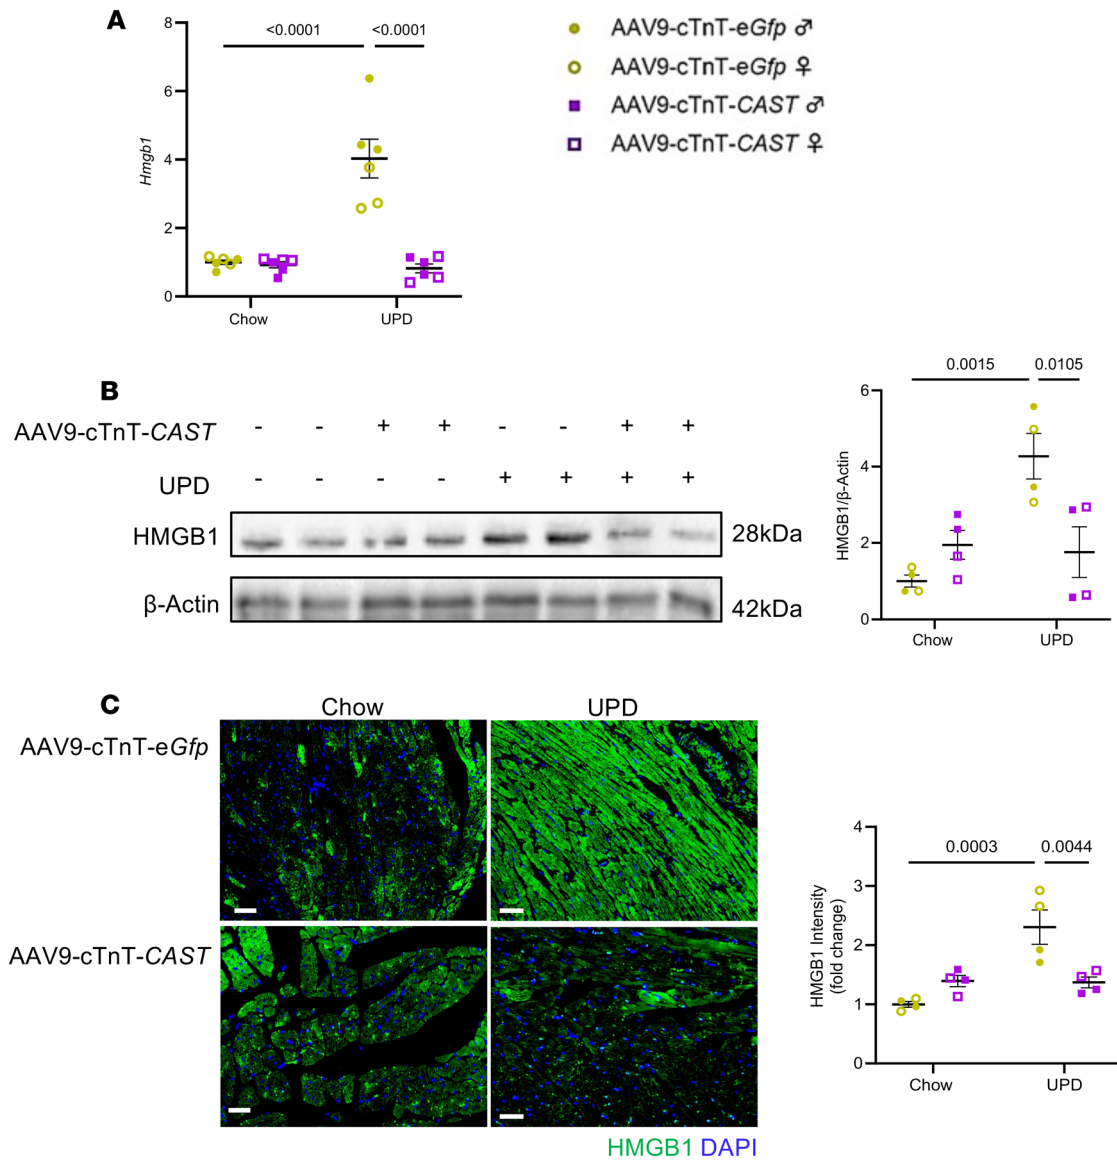 A
8
6
4
2
0
Hmgb1
<0.0001 <0.0001
Chow UPD
AAV9-cTnT-eGfp ♂
AAV9-cTnT-eGfp ♀
AAV9-cTnT-CAST ♂
AAV9-cTnT-CAST ♀
B
AAV9-cTnT-CAST - - + + - - + +
UPD - - - - + + + +
HMGB1 28kDa
β-Actin 42kDa
0.0015 0.0105
6
4
2
0
HMGB1/β-Actin
Chow UPD
C
Chow UPD
AAV9-cTnT-eGfp
AAV9-cTnT-CAST
HMGB1 DAPI
4
3
2
1
0
HMGB1 Intensity
(fold change)
0.0003 0.0044
Chow UPD